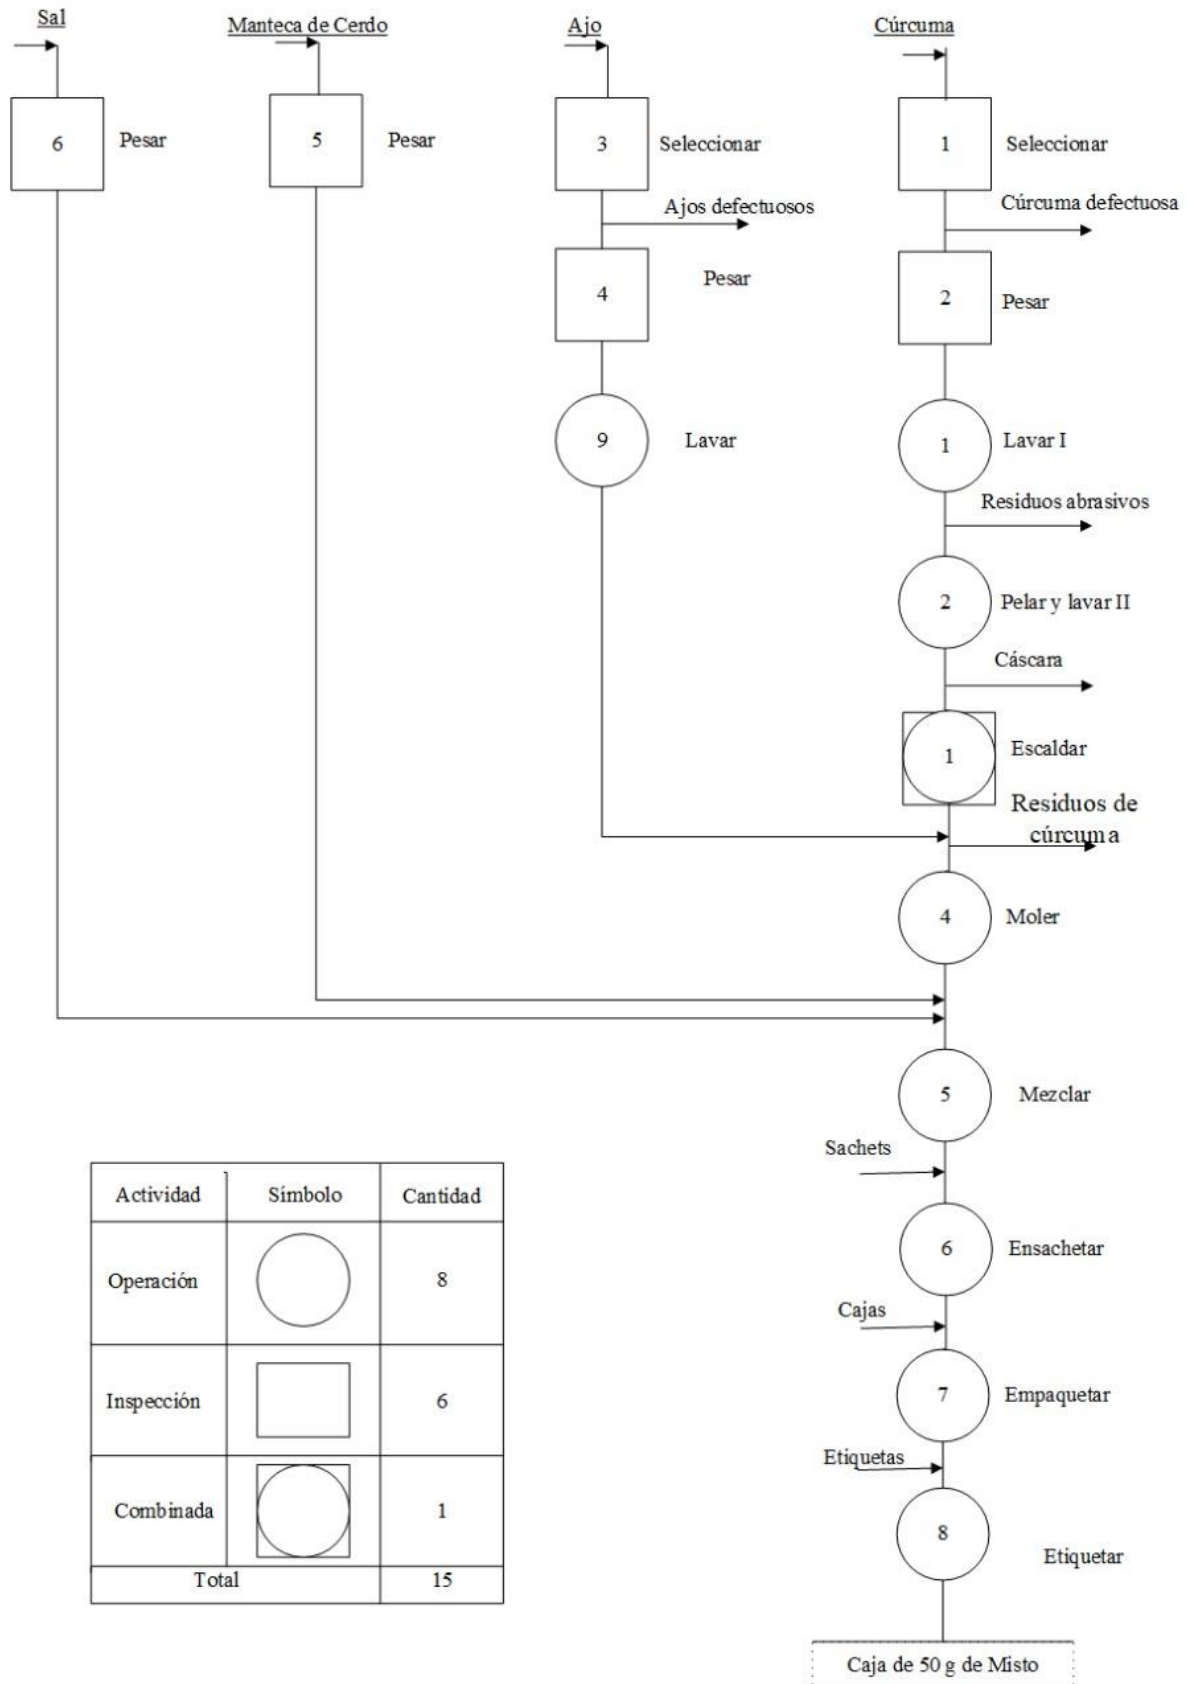 Sal
Manteca de Cerdo
Ajo
Cúrcuma
6
Pesar
5
Pesar
3
Seleccionar
1
Seleccionar
Ajos defectuosos
Cúrcuma defectuosa
4
Pesar
2
Pesar
9
Lavar
1
Lavar I
Residuos abrasivos
2
Pelar y lavar II
Cáscara
1
Escaldar
Residuos de
cúrcuma
4
Moler
5
Mezclar
Sachets
6
Ensachetar
Cajas
7
Empaquetar
Etiquetas
8
Etiquetar
Caja de 50 g de Misto
Actividad Símbolo Cantidad
Operación 8
Inspección 6
Combinada 1
Total 15